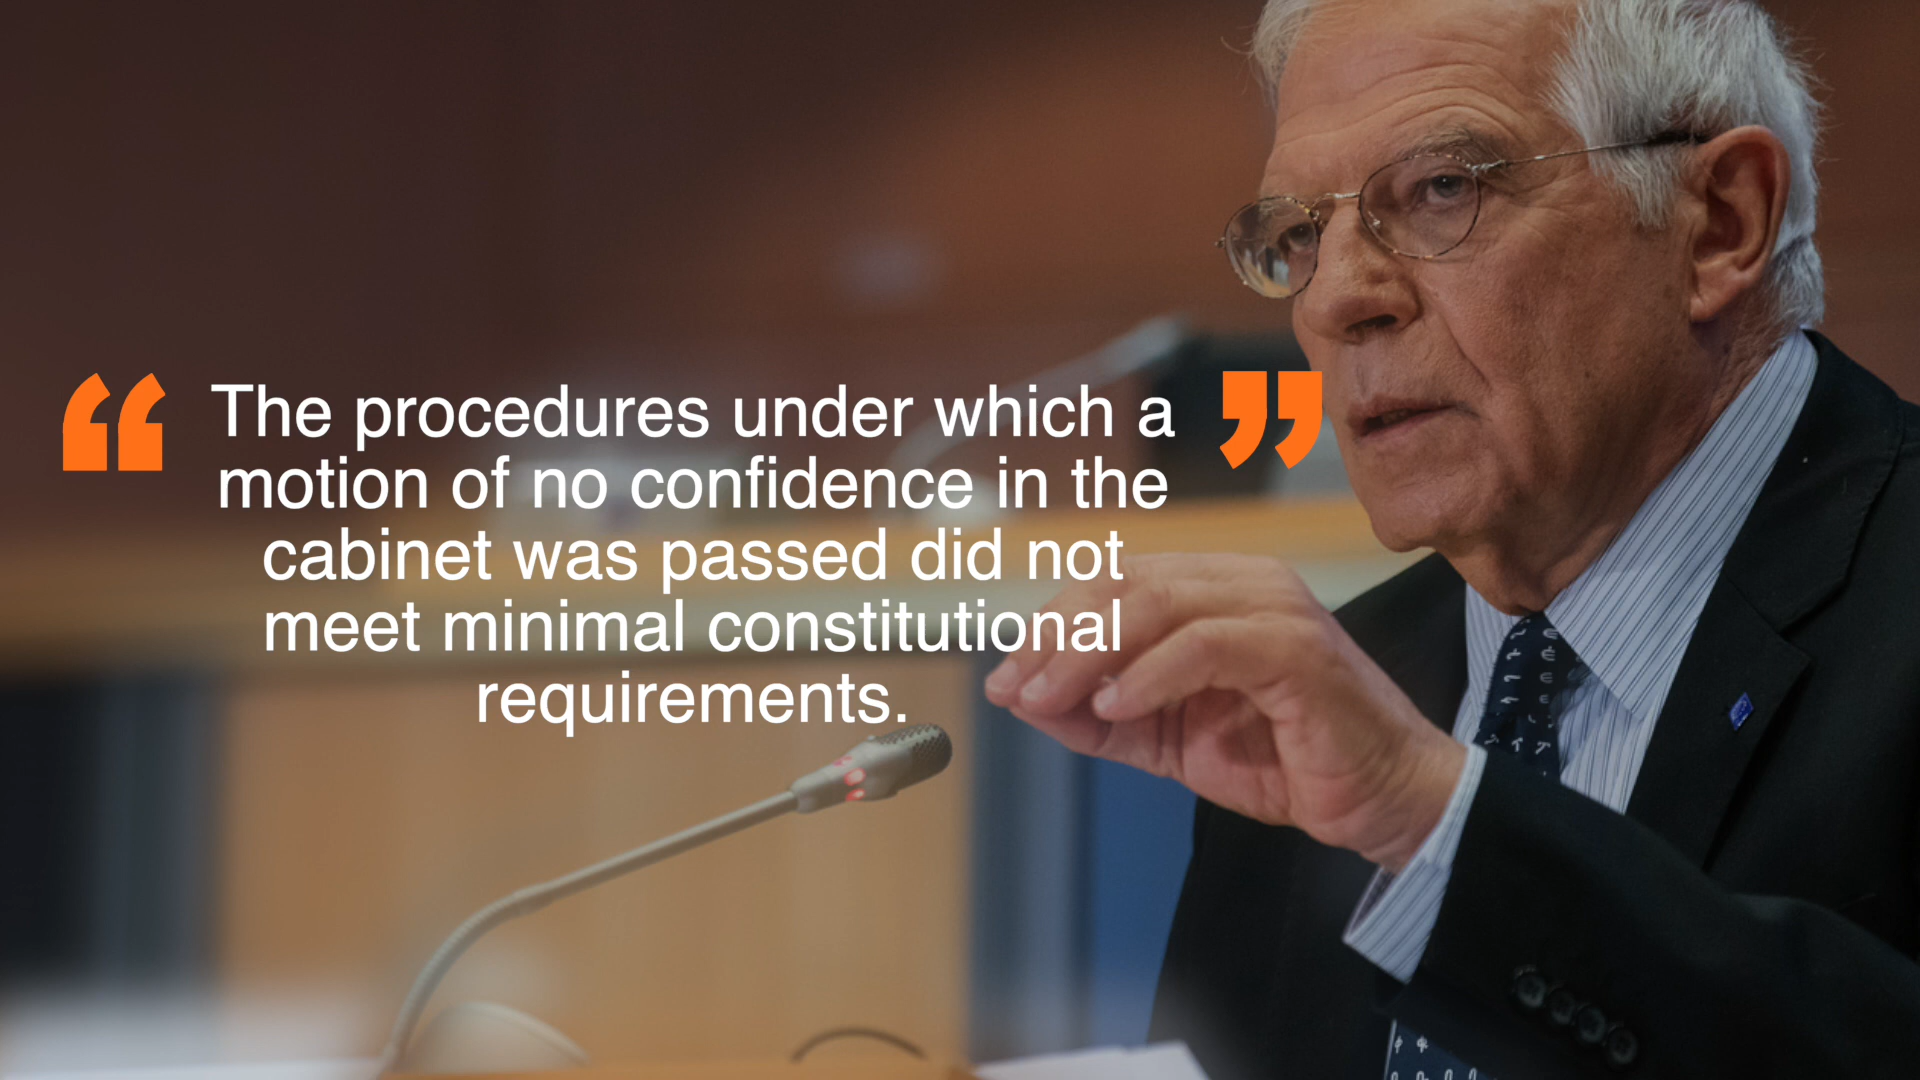 “ The procedures under which a ”
motion of no confidence in the
cabinet was passed did not
meet minimal constitutional
requirements.